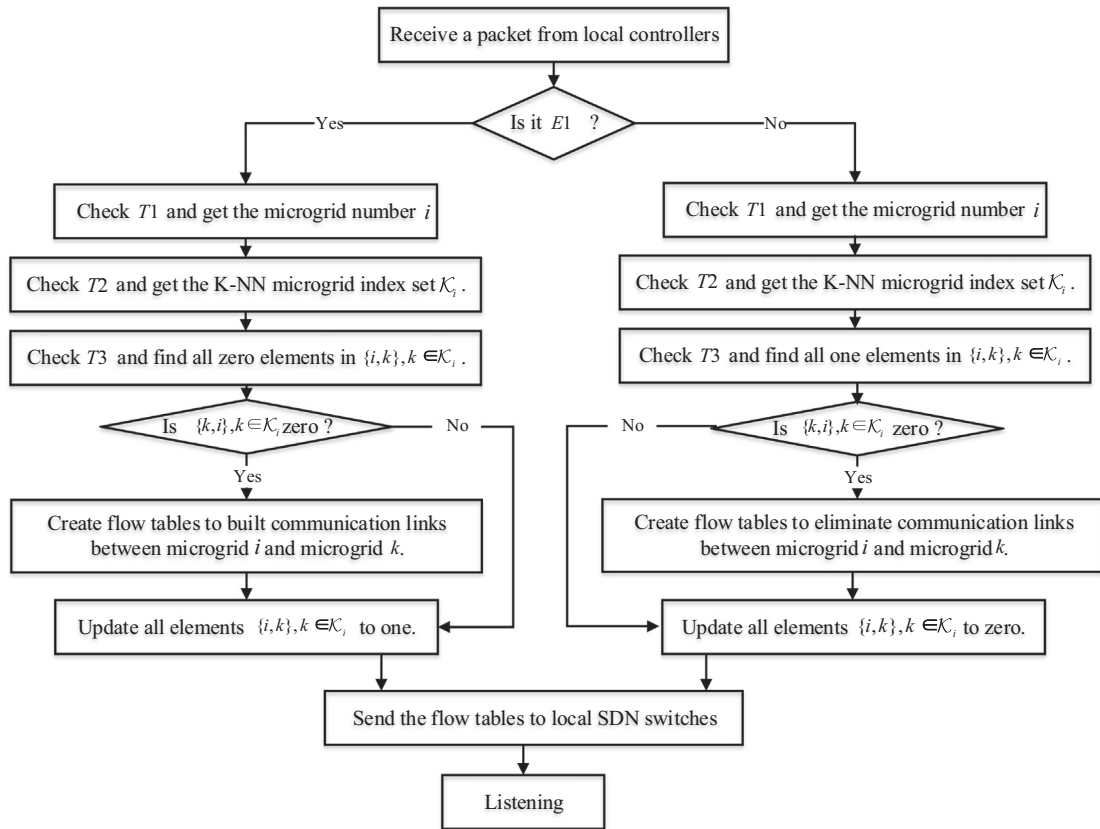 Receive a packet from local controllers
Is it E1 ?
Yes
No
Check T1 and get the microgrid number i
Check T2 and get the K-NN microgrid index set 𝒦ᵢ .
Check T3 and find all zero elements in {i,k}, k ∈ 𝒦ᵢ .
Is {k,i}, k ∈ 𝒦ᵢ zero ?
No
Yes
Create flow tables to built communication links
between microgrid i and microgrid k.
Update all elements {i,k}, k ∈ 𝒦ᵢ to one.
Check T1 and get the microgrid number i
Check T2 and get the K-NN microgrid index set 𝒦ᵢ .
Check T3 and find all one elements in {i,k}, k ∈ 𝒦ᵢ .
Is {k,i}, k ∈ 𝒦ᵢ zero ?
No
Yes
Create flow tables to eliminate communication links
between microgrid i and microgrid k.
Update all elements {i,k}, k ∈ 𝒦ᵢ to zero.
Send the flow tables to local SDN switches
Listening